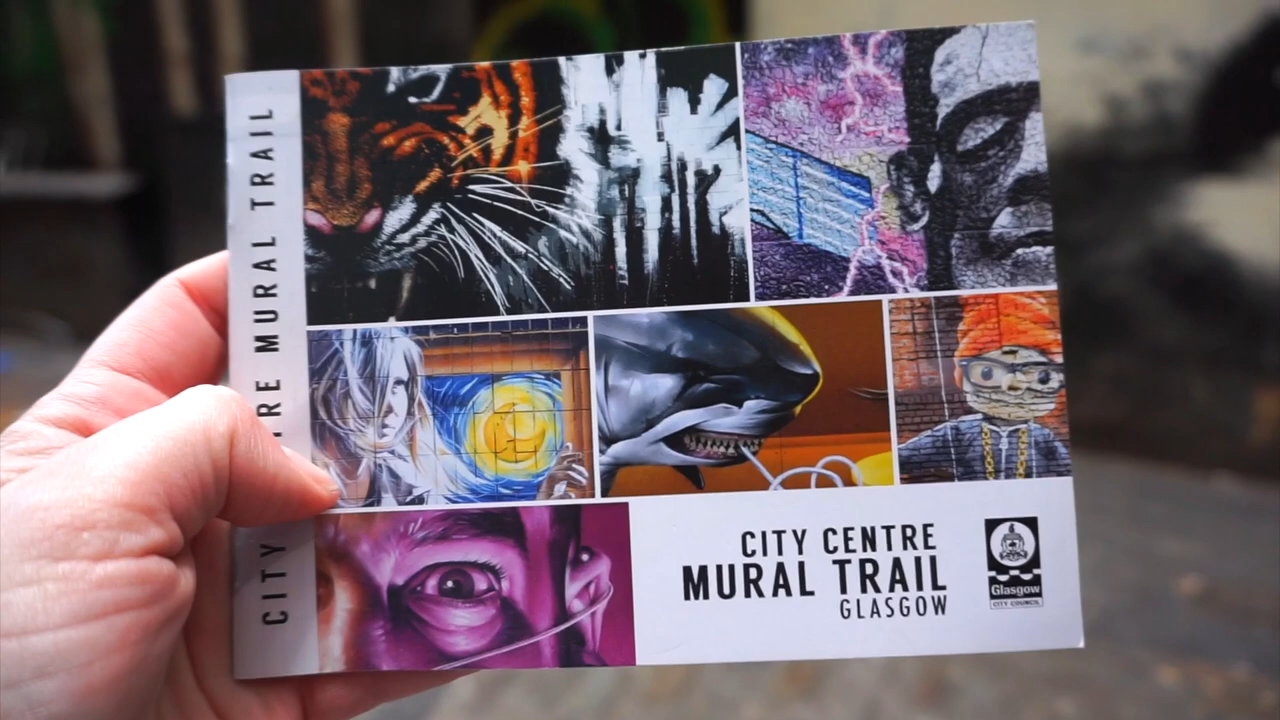 CITY CENTRE MURAL TRAIL
CITY CENTRE
MURAL TRAIL
GLASGOW
Glasgow
CITY COUNCIL